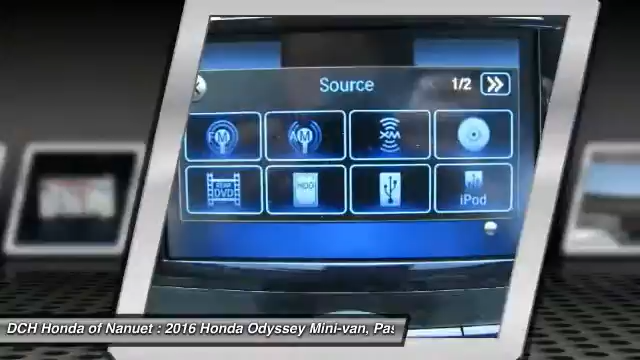 Source 1/2
FM AM XM
REAR DVD HDD iPod
DCH Honda of Nanuet : 2016 Honda Odyssey Mini-van, Pas